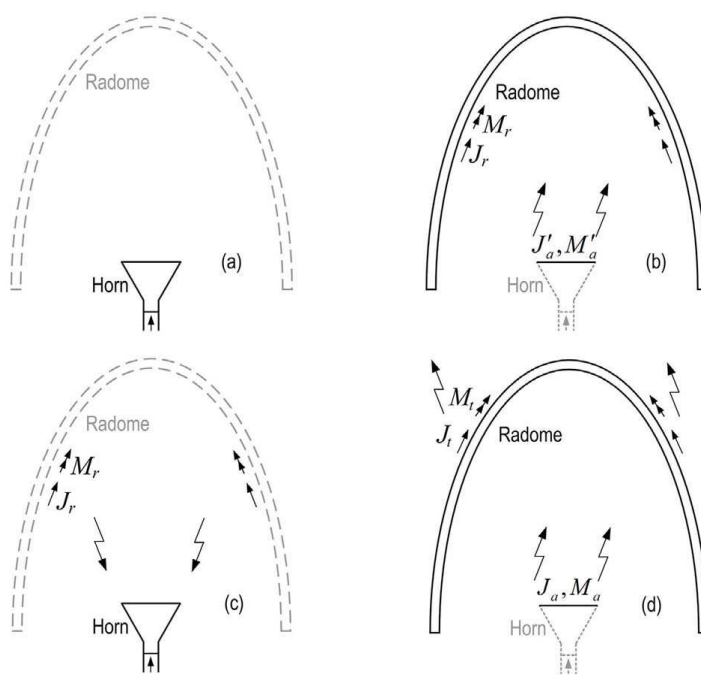 Radome
(a)
Horn
Radome
M_r
J_r
J'_a, M'_a
(b)
Horn
Radome
M_r
J_r
(c)
Horn
M_t
J_t
Radome
J_a, M_a
(d)
Horn